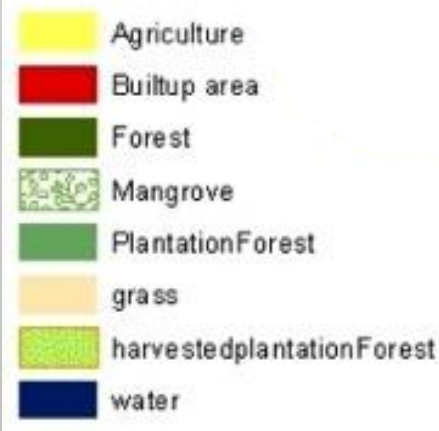 Agriculture
Builtup area
Forest
Mangrove
PlantationForest
grass
harvestedplantationForest
water